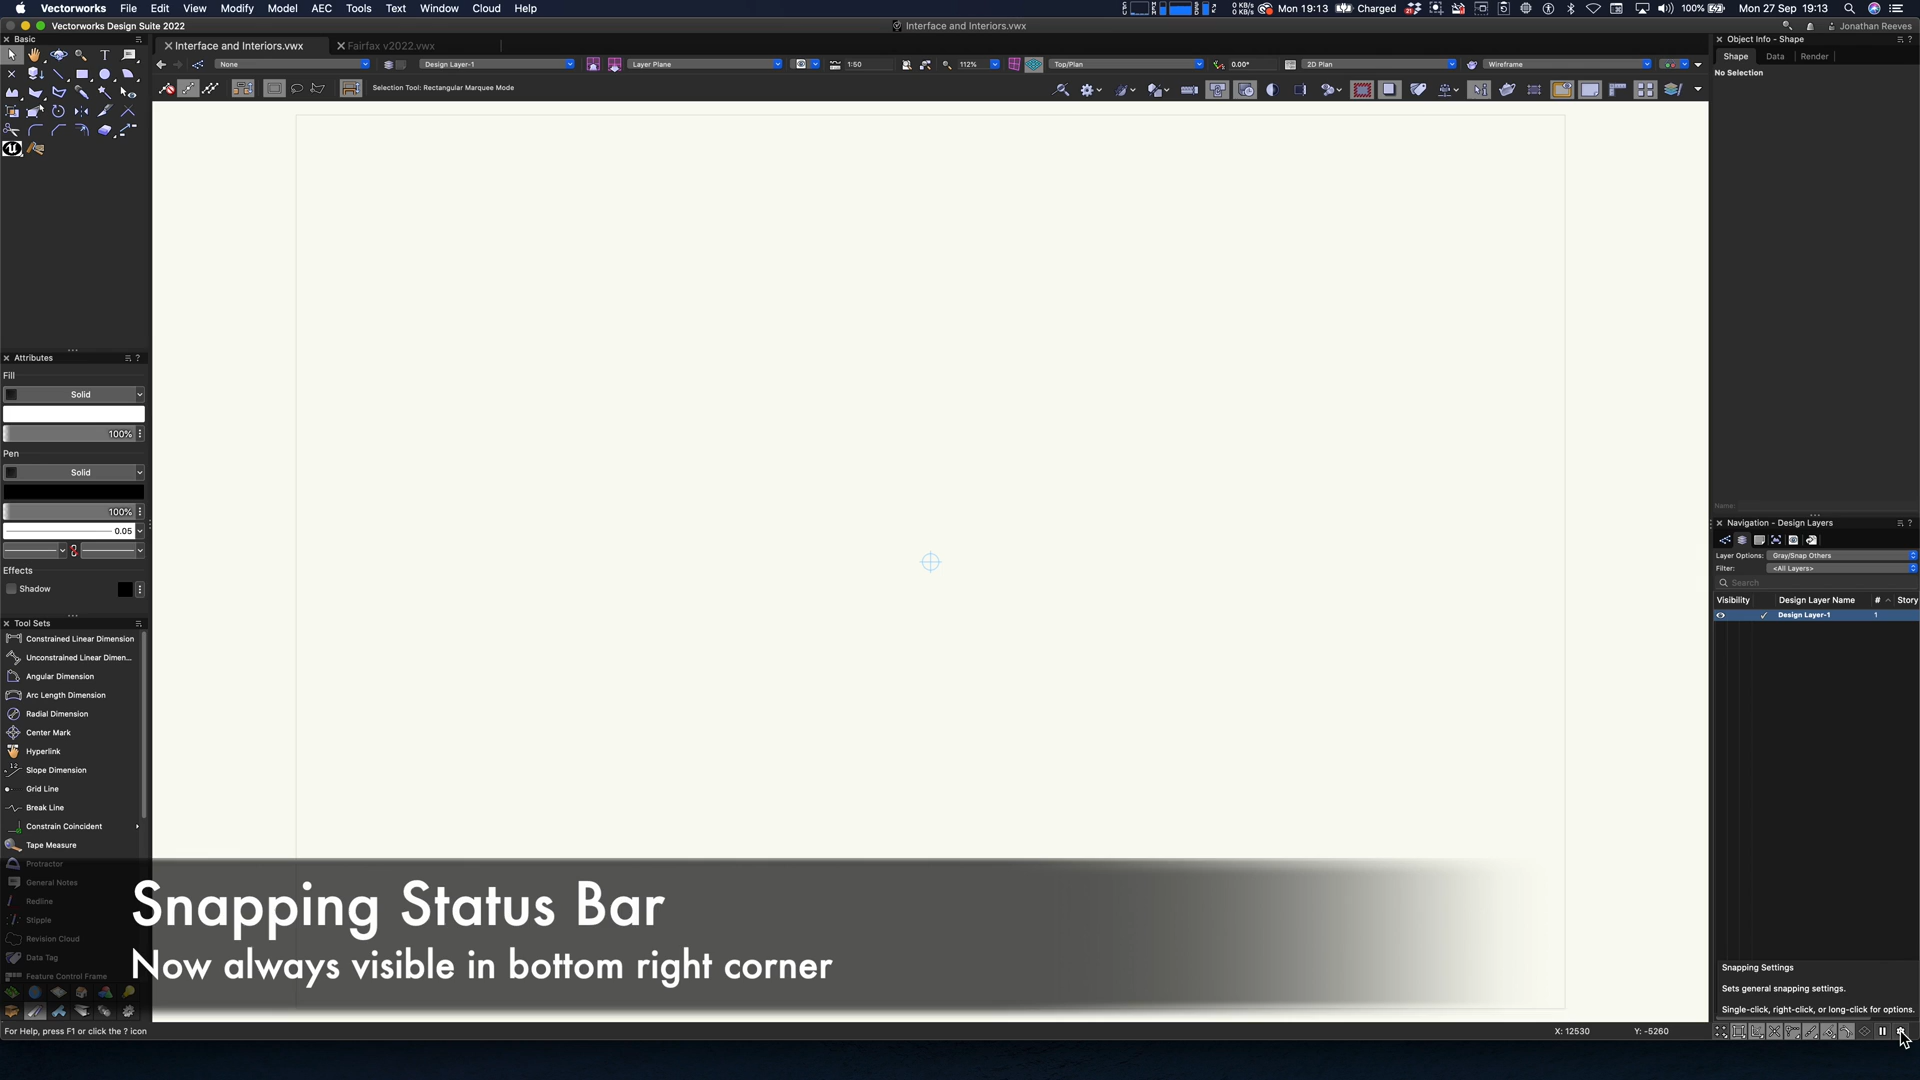 Vectorworks File Edit View Modify Model AEC Tools Text Window Cloud Help
0 KB/s
0 KB/s
Mon 19:13 Charged 100% Mon 27 Sep 19:13
Vectorworks Design Suite 2022
Interface and Interiors.vwx
Jonathan Reeves
Basic
Interface and Interiors.vwx
Fairfax v2022.vwx
None
Design Layer-1
Layer Plane
1:50
112%
Top/Plan
0.00°
2D Plan
Wireframe
Selection Tool: Rectangular Marquee Mode
Object Info - Shape
Shape Data Render
No Selection
Name:
Attributes
Fill
Solid
100%
Pen
Solid
100%
0.05
Effects
Shadow
Tool Sets
Constrained Linear Dimension
Unconstrained Linear Dimen...
Angular Dimension
Arc Length Dimension
Radial Dimension
Center Mark
Hyperlink
Slope Dimension
Grid Line
Break Line
Constrain Coincident
Tape Measure
Protractor
General Notes
Redline
Stipple
Revision Cloud
Data Tag
Feature Control Frame
For Help, press F1 or click the ? icon
Snapping Status Bar
Now always visible in bottom right corner
Navigation - Design Layers
Layer Options: Gray/Snap Others
Filter: <All Layers>
Search
Visibility Design Layer Name # Story
Design Layer-1 1
Snapping Settings
Sets general snapping settings.
Single-click, right-click, or long-click for options.
X: 12530 Y: -5260